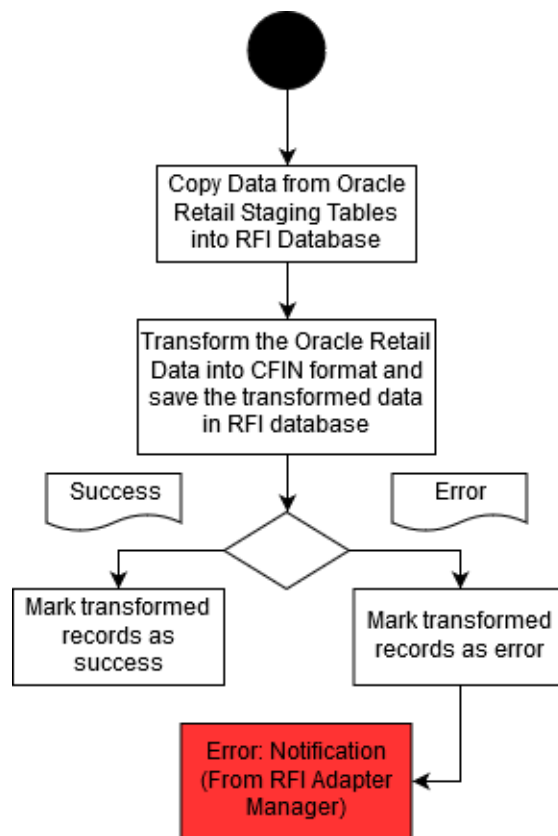 Copy Data from Oracle
Retail Staging Tables
into RFI Database
Transform the Oracle Retail
Data into CFIN format and
save the transformed data
in RFI database
Success
Error
Mark transformed
records as
success
Mark transformed
records as error
Error: Notification
(From RFI Adapter
Manager)